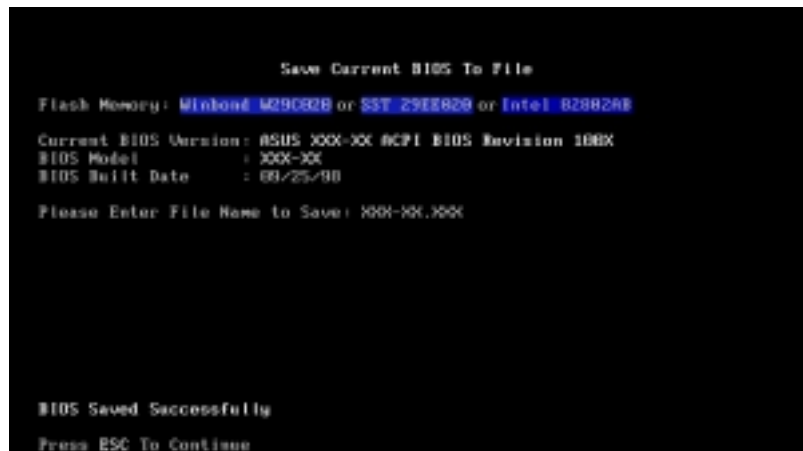 Save Current BIOS To File
Flash Memory: Winbond W29C020 or SST 29EE020 or Intel 82802AB
Current BIOS Version: ASUS XXX-XX ACPI BIOS Revision 100X
BIOS Model : XXX-XX
BIOS Built Date : 09/25/98
Please Enter File Name to Save: XXX-XX.XXX
BIOS Saved Successfully
Press ESC To Continue